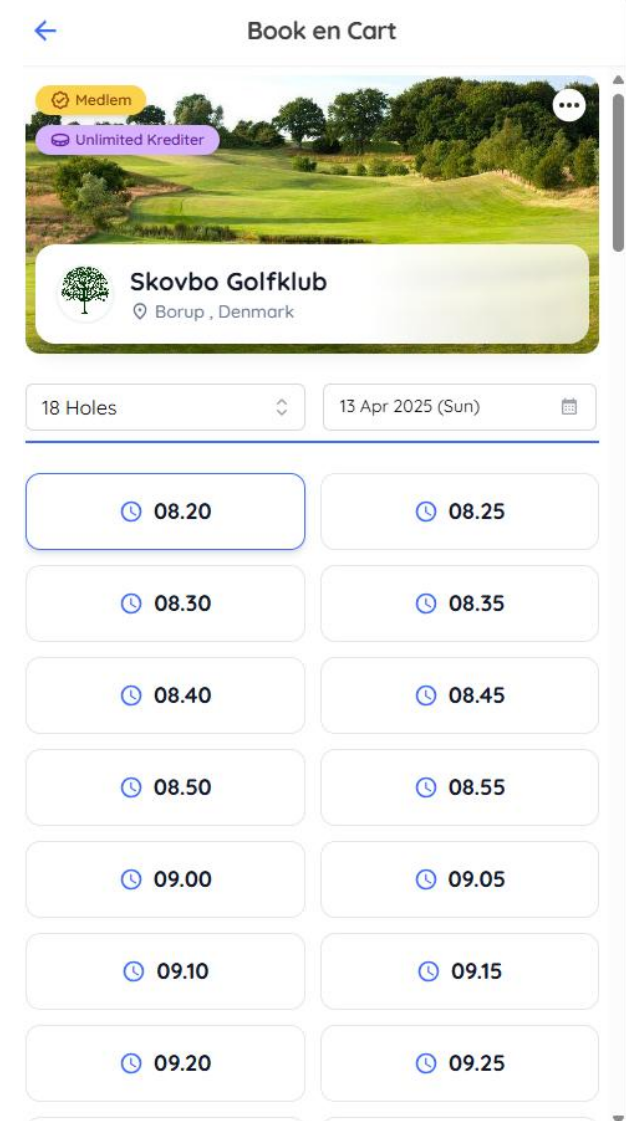 Book en Cart
Medlem
Unlimited Krediter
Skovbo Golfklub
Borup , Denmark
18 Holes
13 Apr 2025 (Sun)
08.20
08.25
08.30
08.35
08.40
08.45
08.50
08.55
09.00
09.05
09.10
09.15
09.20
09.25